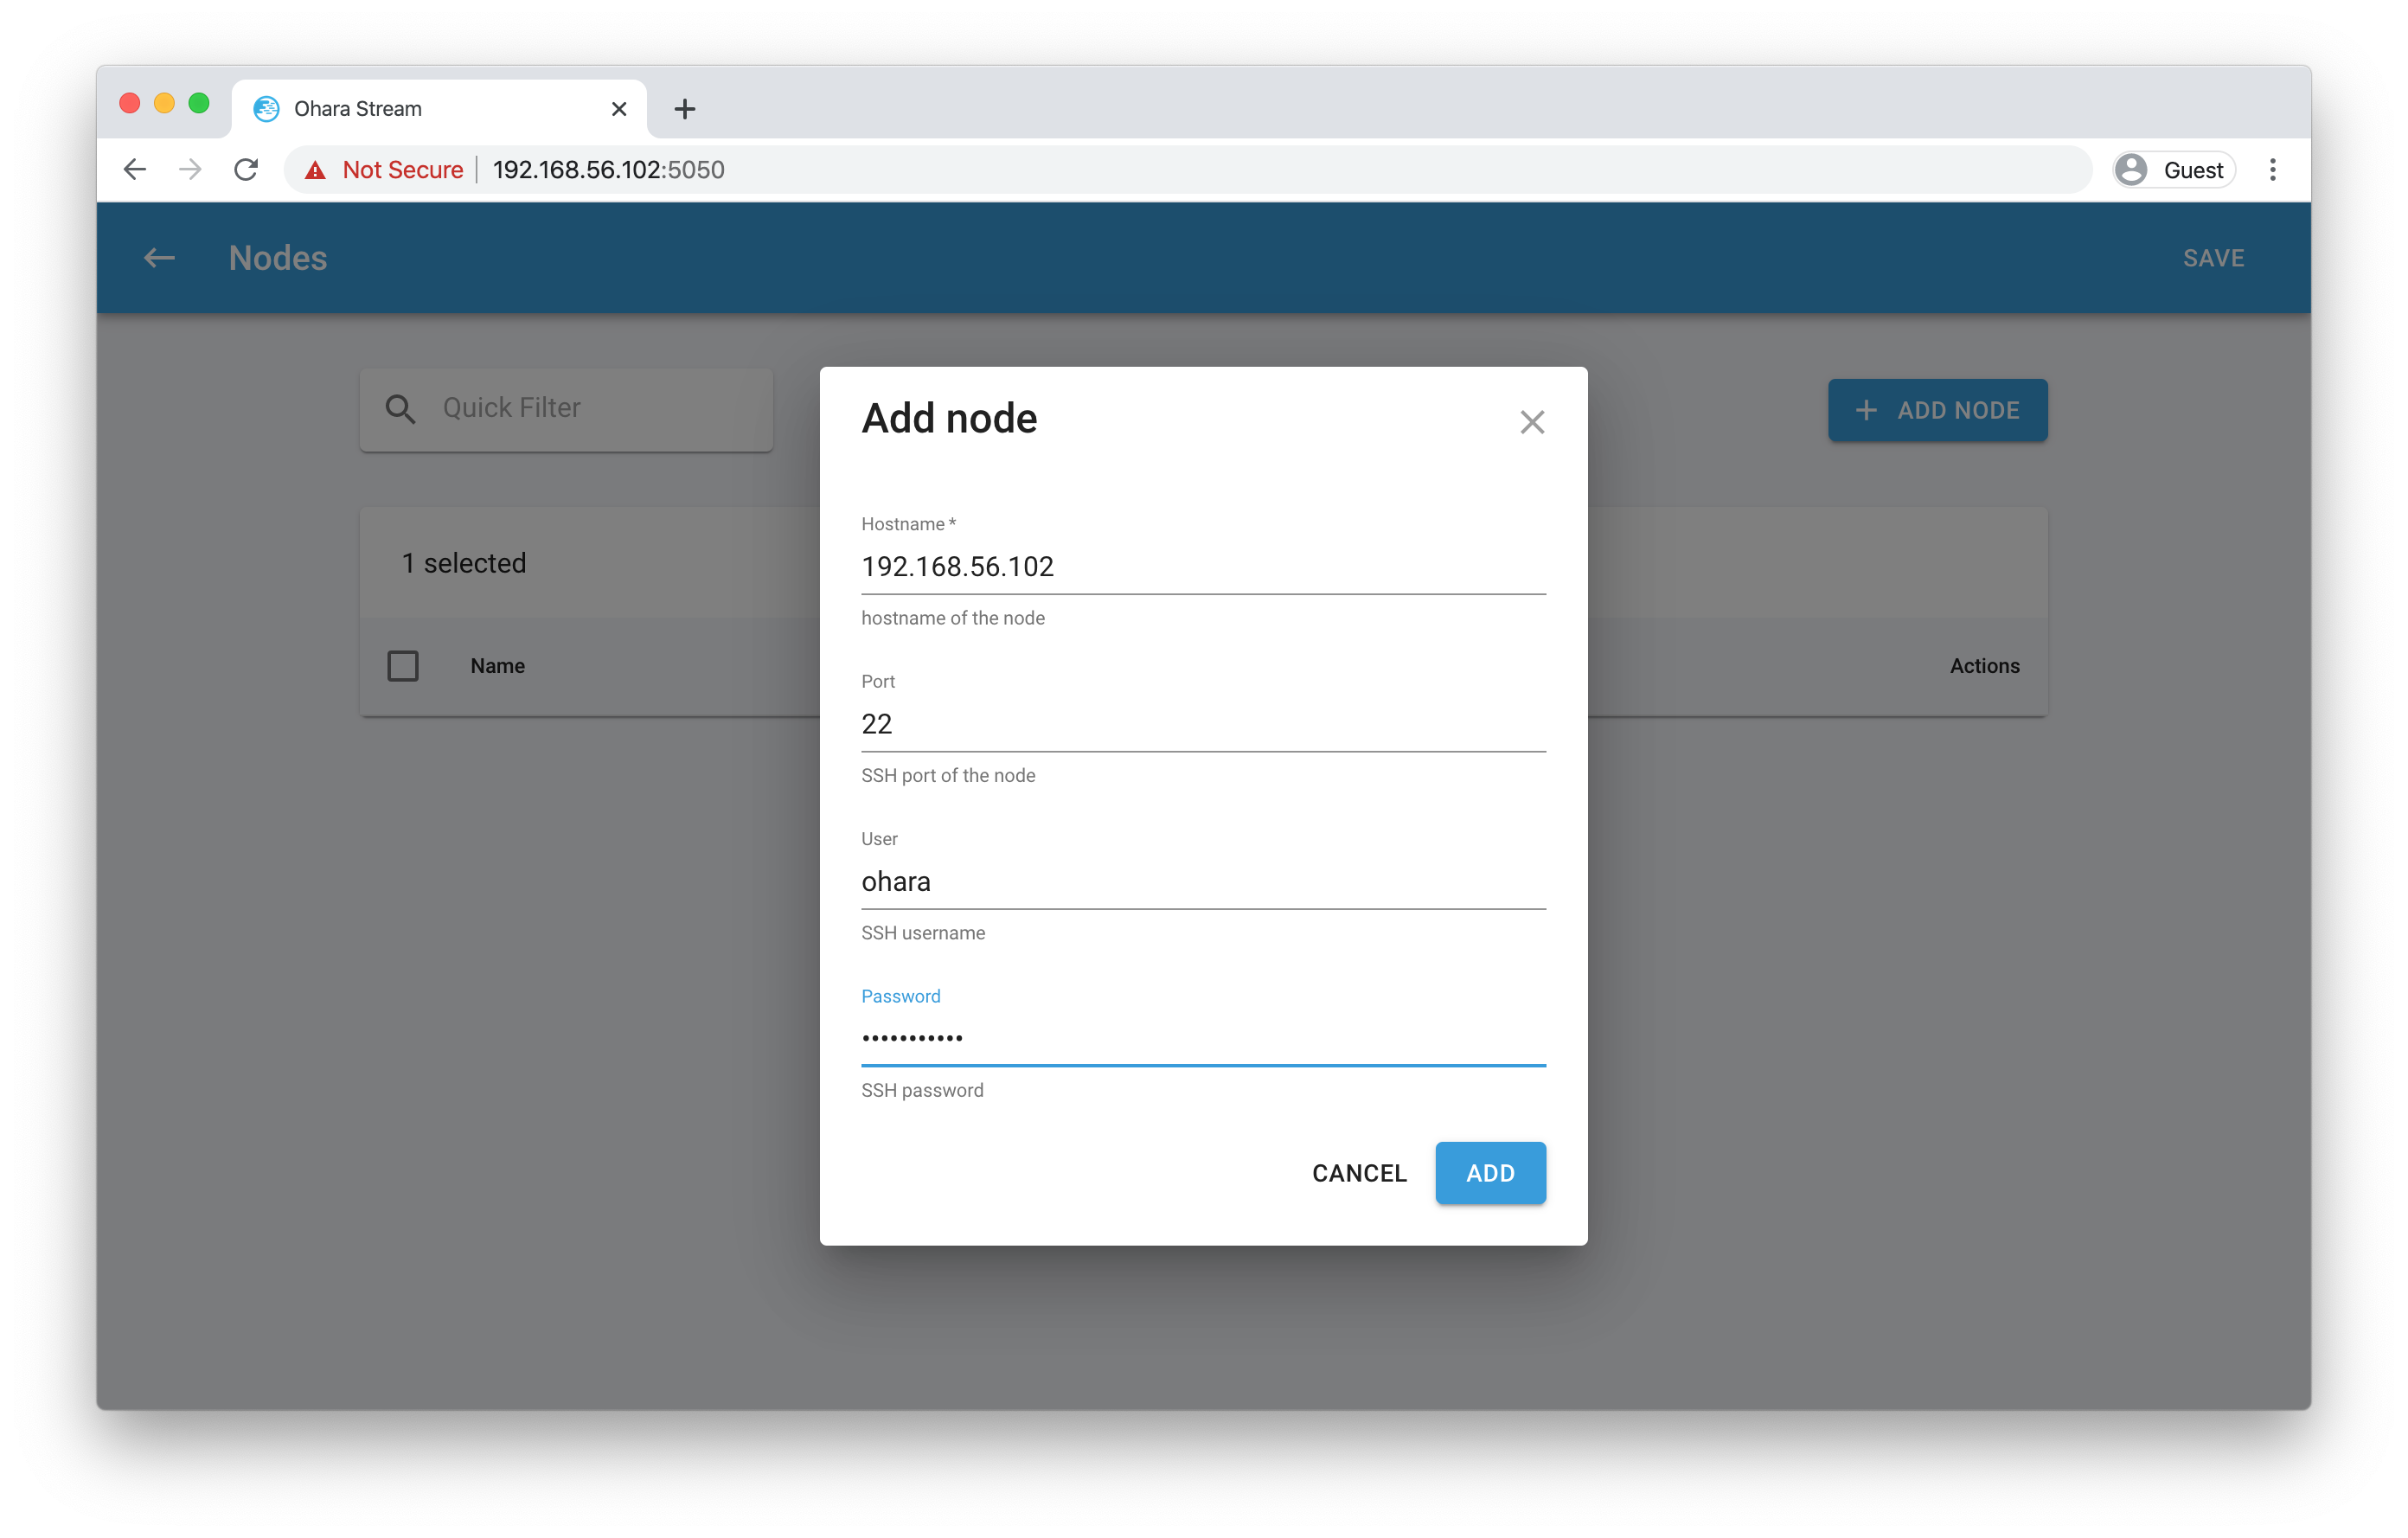 Ohara Stream
Not Secure 192.168.56.102:5050 Guest
Nodes SAVE
Quick Filter
ADD NODE
1 selected
Name Actions
Add node
Hostname *
192.168.56.102
hostname of the node
Port
22
SSH port of the node
User
ohara
SSH username
Password
•••••••••••
SSH password
CANCEL ADD